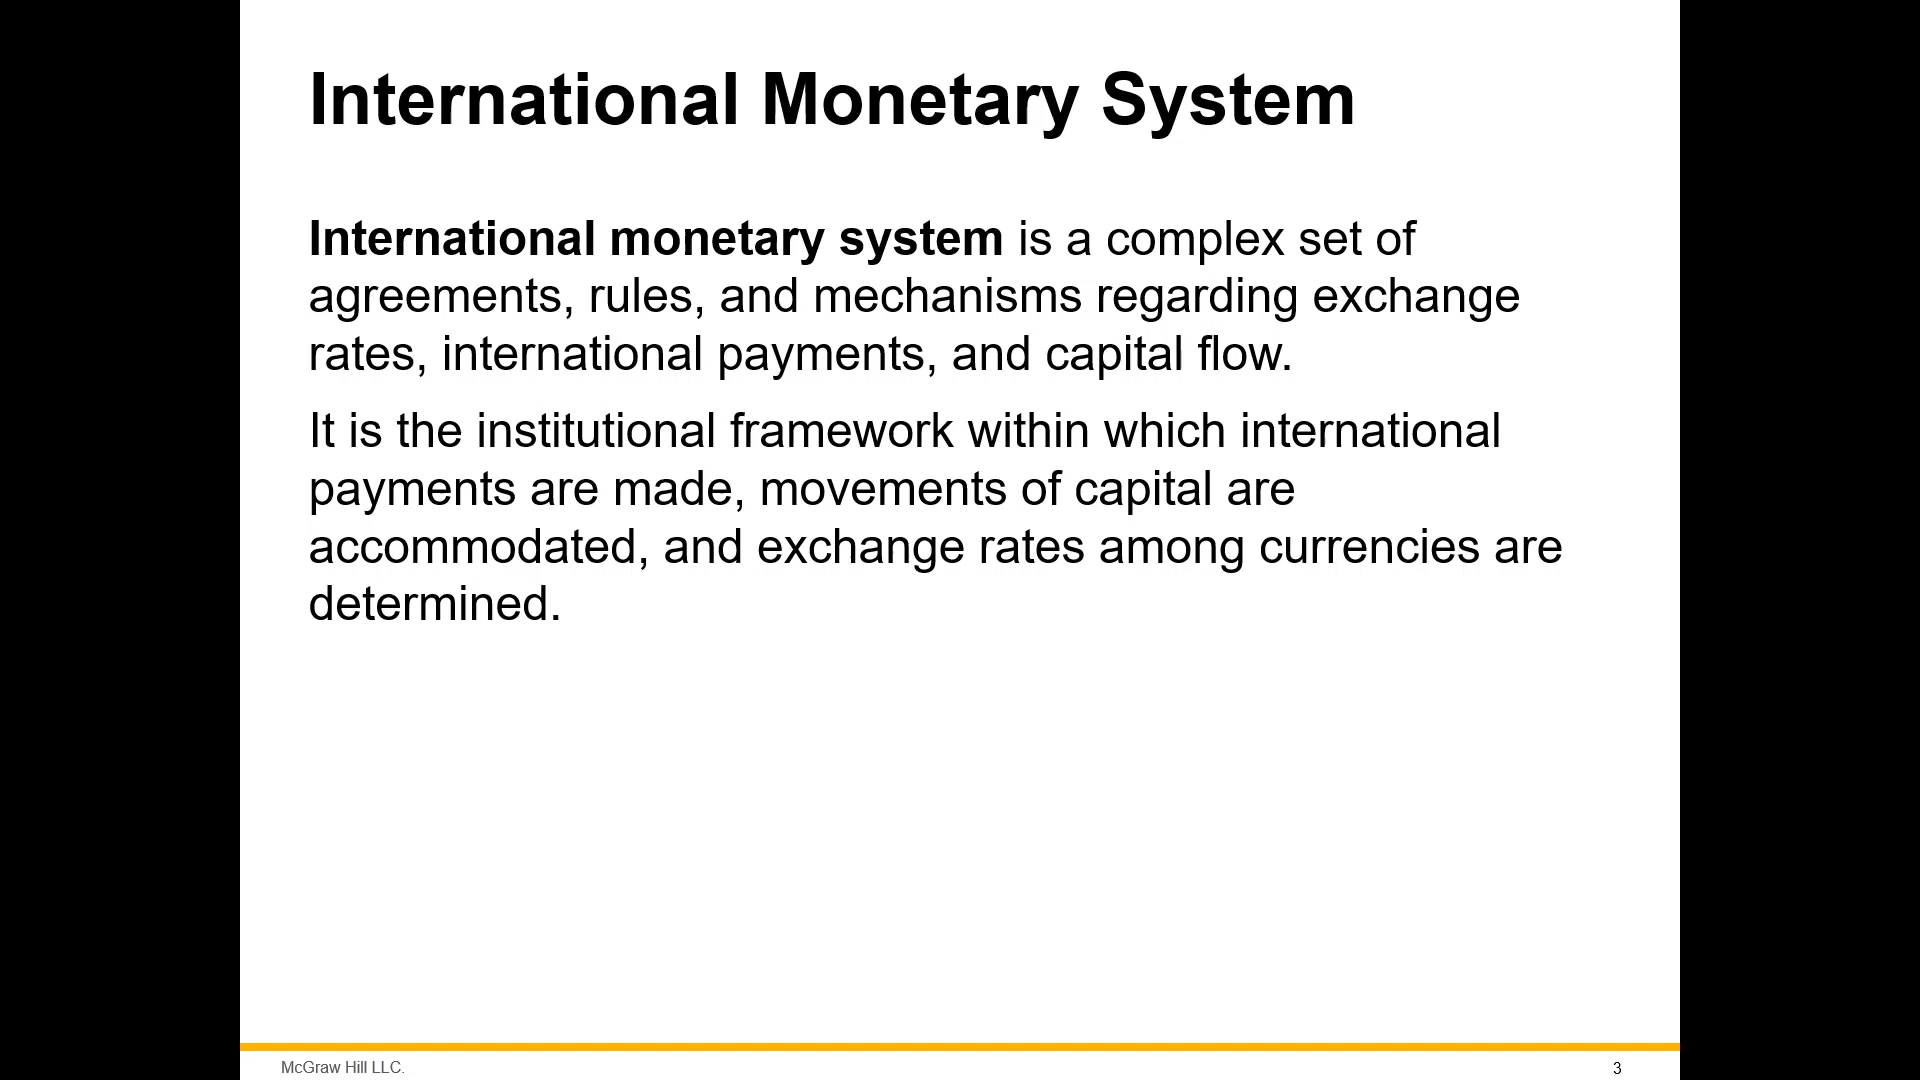 International Monetary System
International monetary system is a complex set of
agreements, rules, and mechanisms regarding exchange
rates, international payments, and capital flow.
It is the institutional framework within which international
payments are made, movements of capital are
accommodated, and exchange rates among currencies are
determined.
McGraw Hill LLC.
3